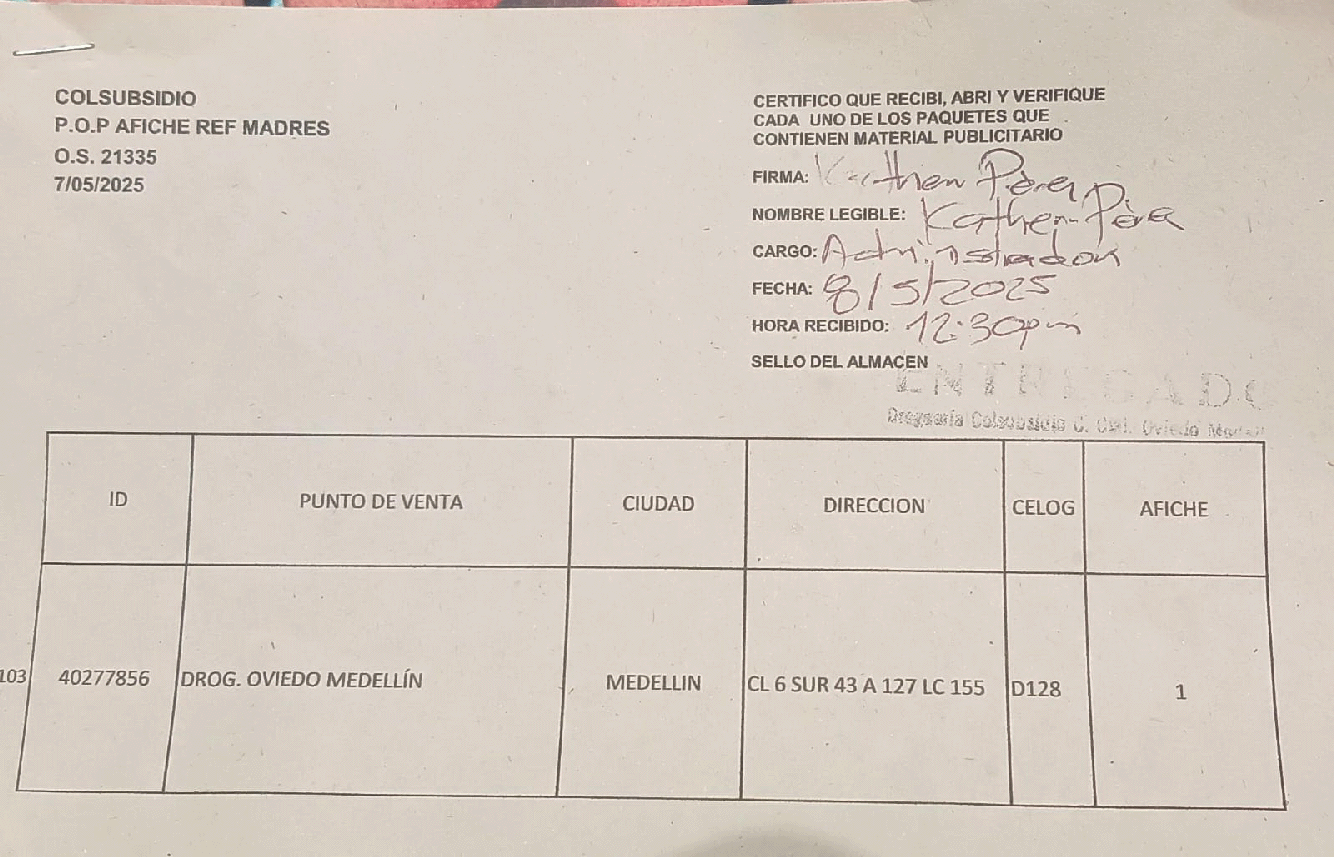 COLSUBSIDIO
P.O.P AFICHE REF MADRES
O.S. 21335
7/05/2025
CERTIFICO QUE RECIBI, ABRI Y VERIFIQUE
CADA UNO DE LOS PAQUETES QUE
CONTIENEN MATERIAL PUBLICITARIO
FIRMA: Kathen
NOMBRE LEGIBLE: Kathen
CARGO: Administrador
FECHA: 8/5/2025
HORA RECIBIDO: 12:30pm
SELLO DEL ALMACEN
ENTREGADO
Droguería Colsubsidio Oviedo
ID PUNTO DE VENTA CIUDAD DIRECCION CELOG AFICHE
103 40277856 DROG. OVIEDO MEDELLÍN MEDELLIN CL 6 SUR 43 A 127 LC 155 D128 1